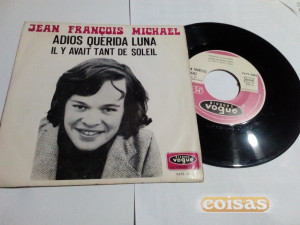 JEAN FRANÇOIS MICHAEL
ADIOS QUERIDA LUNA
IL Y AVAIT TANT DE SOLEIL
vogue
vogue
coisas